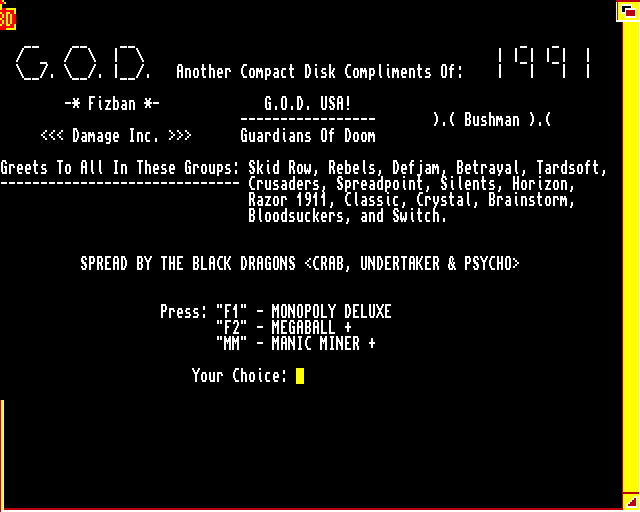 BD
G.O.D. Another Compact Disk Compliments Of: 1991
-* Fizban *- G.O.D. USA!
----------------- ).( Bushman ).(
<<< Damage Inc. >>> Guardians Of Doom
Greets To All In These Groups: Skid Row, Rebels, Defjam, Betrayal, Tardsoft,
------------------------------ Crusaders, Spreadpoint, Silents, Horizon,
Razor 1911, Classic, Crystal, Brainstorm,
Bloodsuckers, and Switch.
SPREAD BY THE BLACK DRAGONS <CRAB, UNDERTAKER & PSYCHO>
Press: "F1" - MONOPOLY DELUXE
"F2" - MEGABALL +
"MM" - MANIC MINER +
Your Choice: